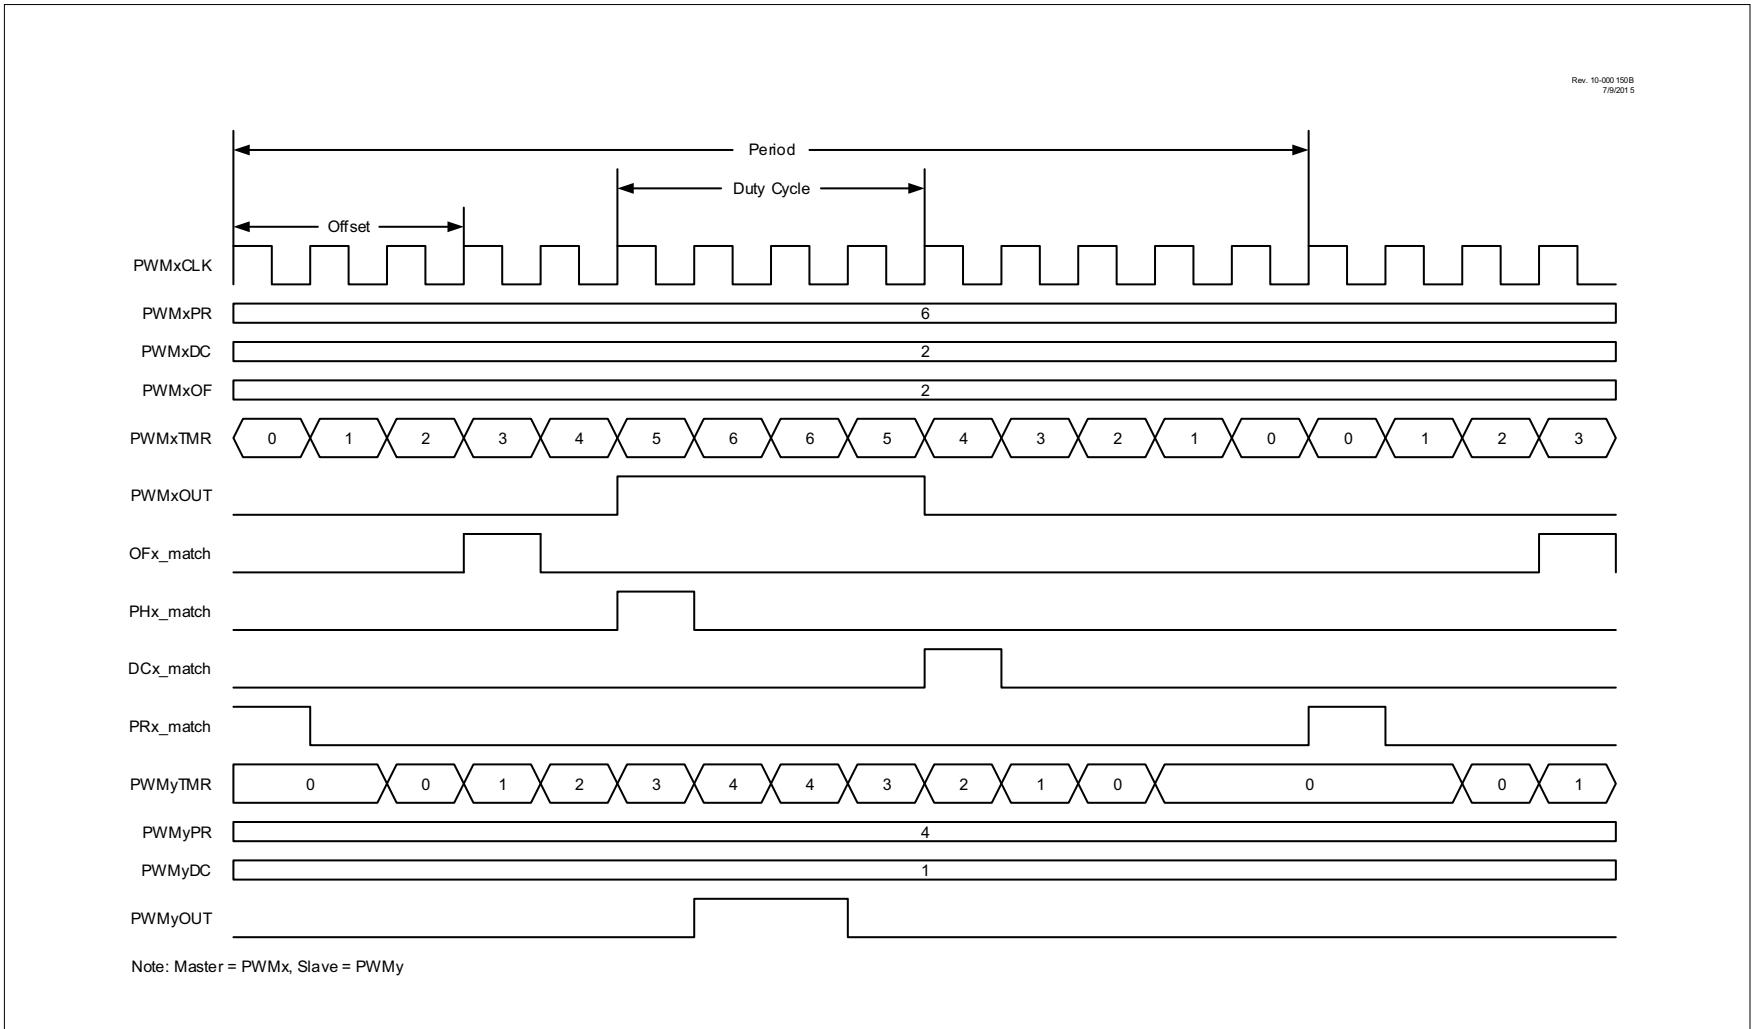 Rev. 10-000 150B
7/9/201 5
Period
Duty Cycle
Offset
PWMxCLK
PWMxPR
6
PWMxDC
2
PWMxOF
2
PWMxTMR 0 1 2 3 4 5 6 6 5 4 3 2 1 0 0 1 2 3
PWMxOUT
OFx_match
PHx_match
DCx_match
PRx_match
PWMyTMR 0 0 1 2 3 4 4 3 2 1 0 0 0 1
PWMyPR
4
PWMyDC
1
PWMyOUT
Note: Master = PWMx, Slave = PWMy